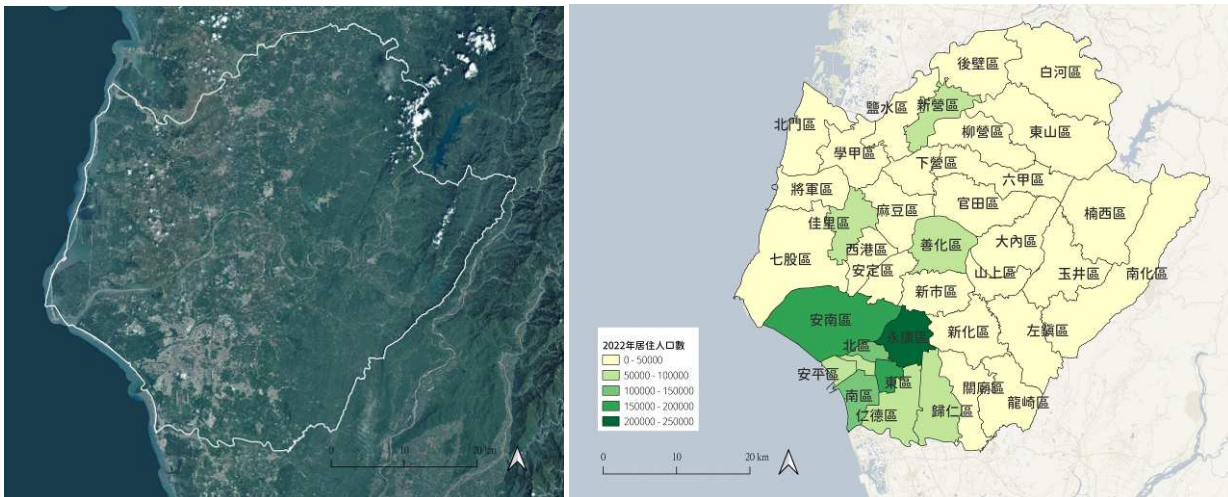 0
10
20 km
後壁區
白河區
鹽水區
新營區
北門區
柳營區
東山區
學甲區
下營區
六甲區
將軍區
官田區
麻豆區
楠西區
佳里區
西港區
善化區
大內區
七股區
安定區
山上區
玉井區
南化區
新市區
安南區
永康區
新化區
左鎮區
北區
安平區
東區
南區
關廟區
歸仁區
龍崎區
仁德區
2022年居住人口數
0 - 50000
50000 - 100000
100000 - 150000
150000 - 200000
200000 - 250000
0
10
20 km